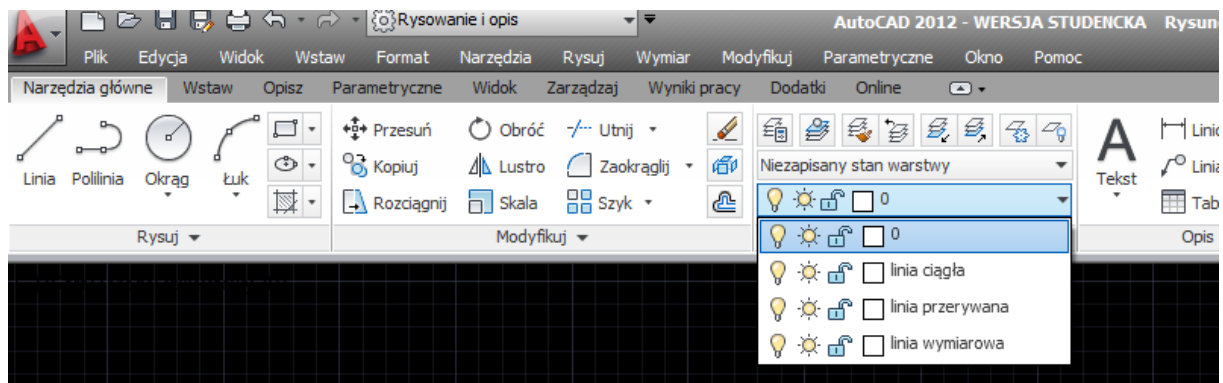 Rysowanie i opis AutoCAD 2012 - WERSJA STUDENCKA Rysun
Plik Edycja Widok Wstaw Format Narzędzia Rysuj Wymiar Modyfikuj Parametryczne Okno Pomoc
Narzędzia główne Wstaw Opisz Parametryczne Widok Zarządzaj Wyniki pracy Dodatki Online
Linia Polilinia Okrąg Łuk
Przesuń Obróć Utnij
Kopiuj Lustro Zaokrąglij
Rozciągnij Skala Szyk
Niezapisany stan warstwy
0
Tekst
Linio
Linia
Tab
Rysuj Modyfikuj Opis
0
linia ciągła
linia przerywana
linia wymiarowa